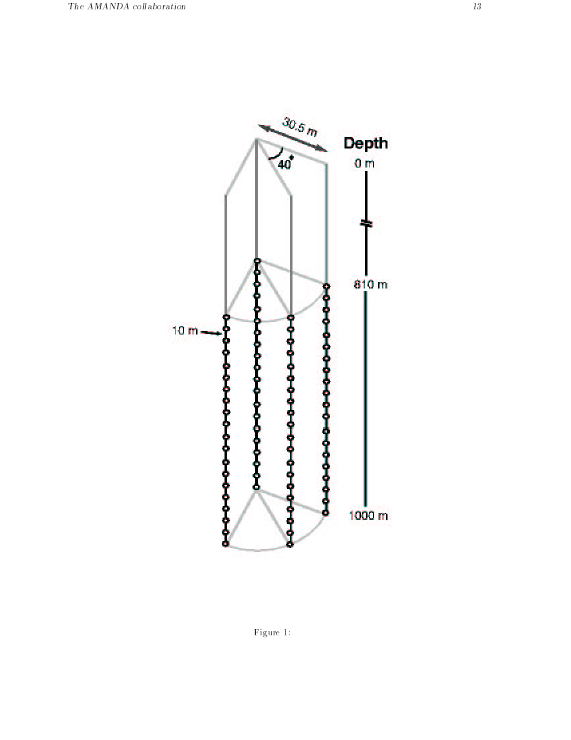 The AMANDA collaboration 13
30.5 m
40°
Depth
0 m
810 m
10 m
1000 m
Figure 1: